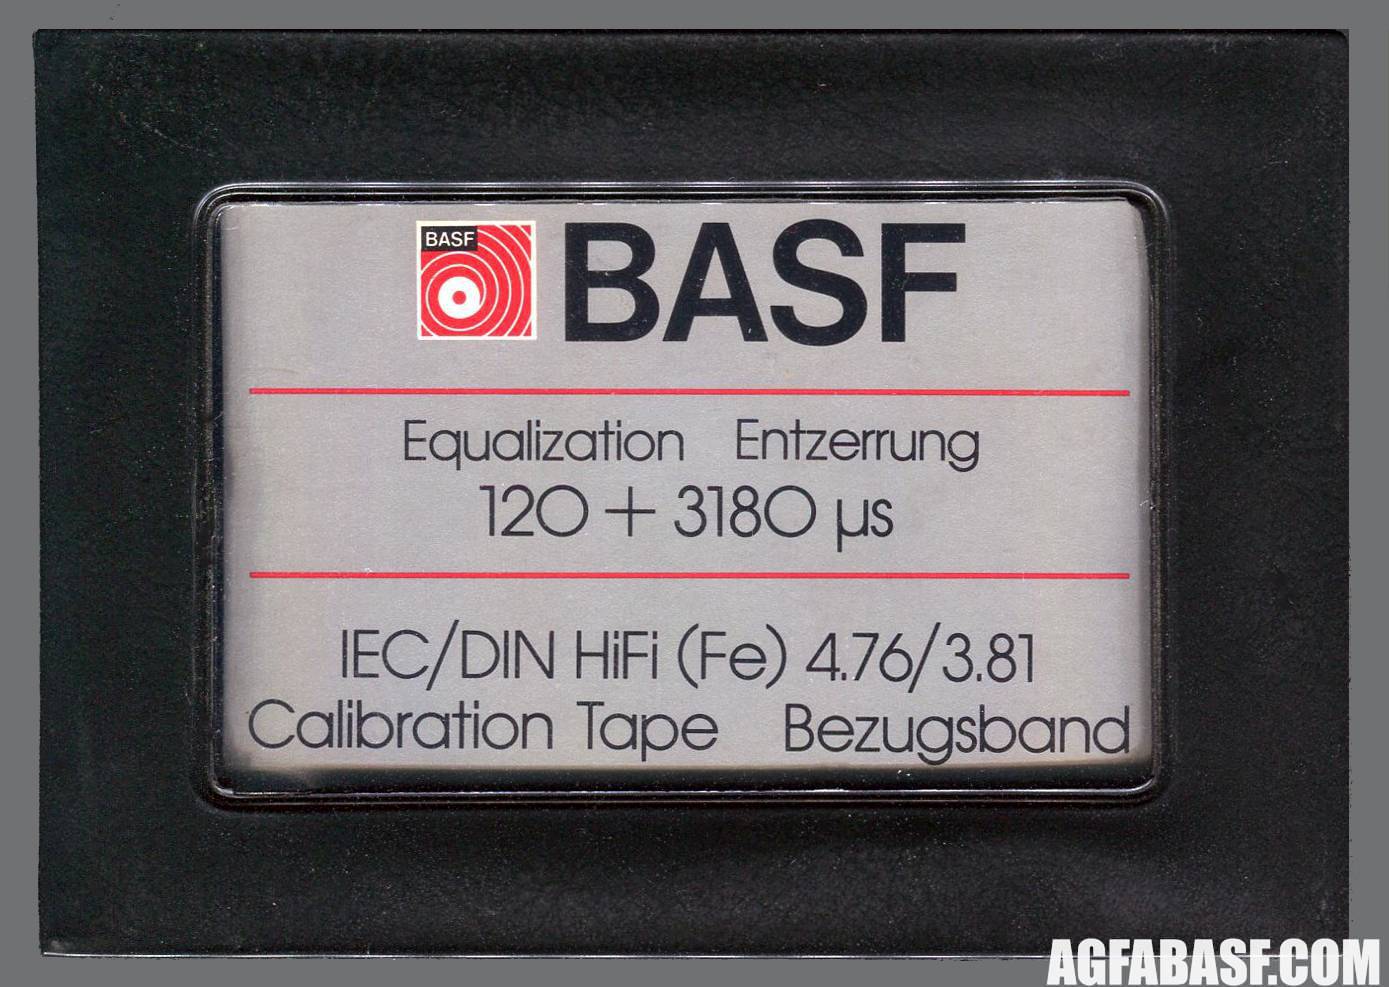 BASF
BASF
Equalization Entzerrung
120 + 3180 µs
IEC/DIN HiFi (Fe) 4.76/3.81
Calibration Tape Bezugsband
AGFABASF.COM